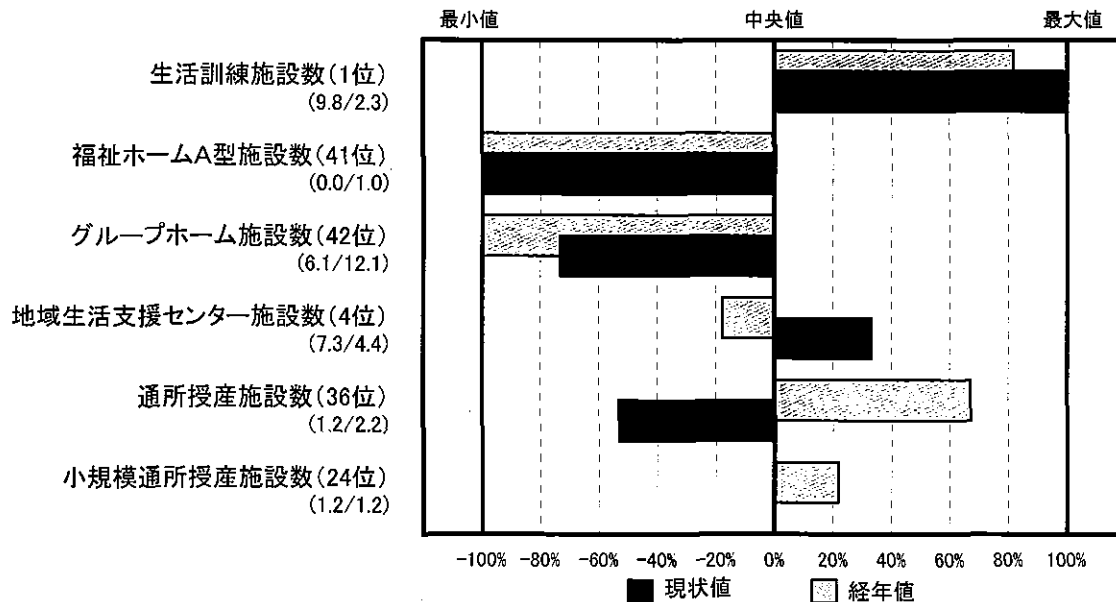 最小値 中央値 最大値
生活訓練施設数(1位)
(9.8/2.3)
福祉ホームA型施設数(41位)
(0.0/1.0)
グループホーム施設数(42位)
(6.1/12.1)
地域生活支援センター施設数(4位)
(7.3/4.4)
通所授産施設数(36位)
(1.2/2.2)
小規模通所授産施設数(24位)
(1.2/1.2)
-100% -80% -60% -40% -20% 0% 20% 40% 60% 80% 100%
現状値 経年値